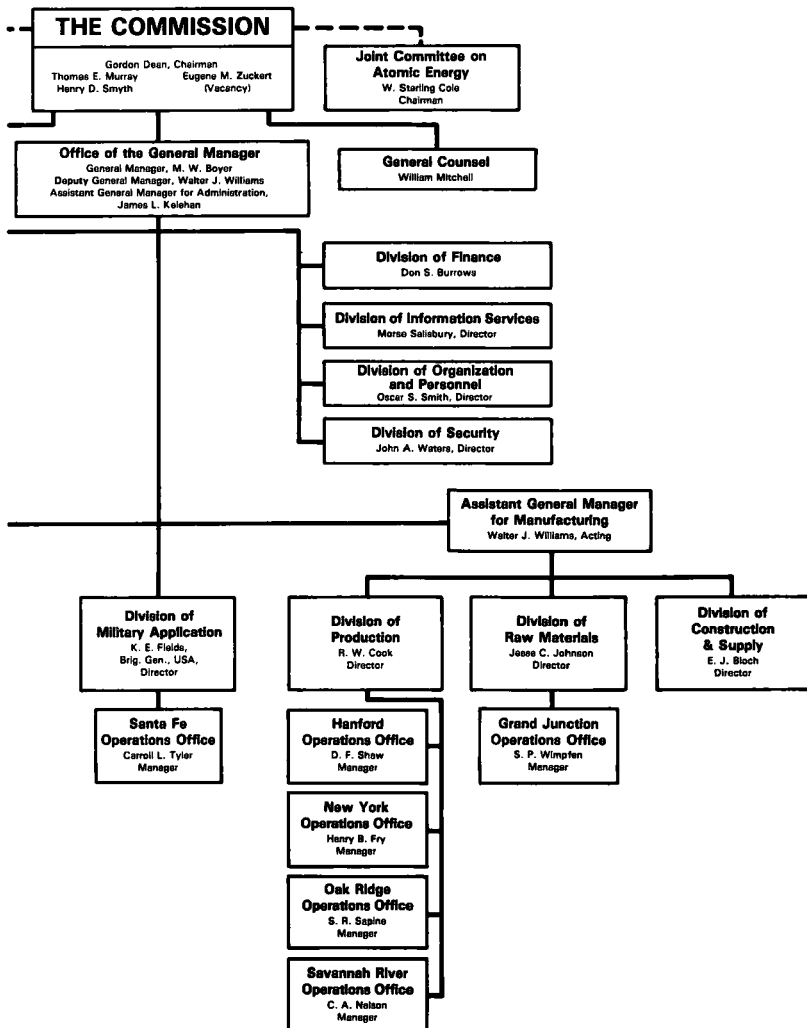 THE COMMISSION
Gordon Dean, Chairman
Thomas E. Murray Eugene M. Zuckert
Henry D. Smyth (Vacancy)
Joint Committee on
Atomic Energy
W. Sterling Cole
Chairman
Office of the General Manager
General Manager, M. W. Boyer
Deputy General Manager, Walter J. Williams
Assistant General Manager for Administration,
James L. Kelehan
General Counsel
William Mitchell
Division of Finance
Don S. Burrows
Division of Information Services
Morse Salisbury, Director
Division of Organization
and Personnel
Oscar S. Smith, Director
Division of Security
John A. Waters, Director
Assistant General Manager
for Manufacturing
Walter J. Williams, Acting
Division of
Military Application
K. E. Fields,
Brig. Gen., USA,
Director
Division of
Production
R. W. Cook
Director
Division of
Raw Materials
Jesse C. Johnson
Director
Division of
Construction
& Supply
E. J. Bloch
Director
Santa Fe
Operations Office
Carroll L. Tyler
Manager
Hanford
Operations Office
D. F. Shaw
Manager
Grand Junction
Operations Office
S. P. Wimpfen
Manager
New York
Operations Office
Henry B. Fry
Manager
Oak Ridge
Operations Office
S. R. Sapirie
Manager
Savannah River
Operations Office
C. A. Nelson
Manager